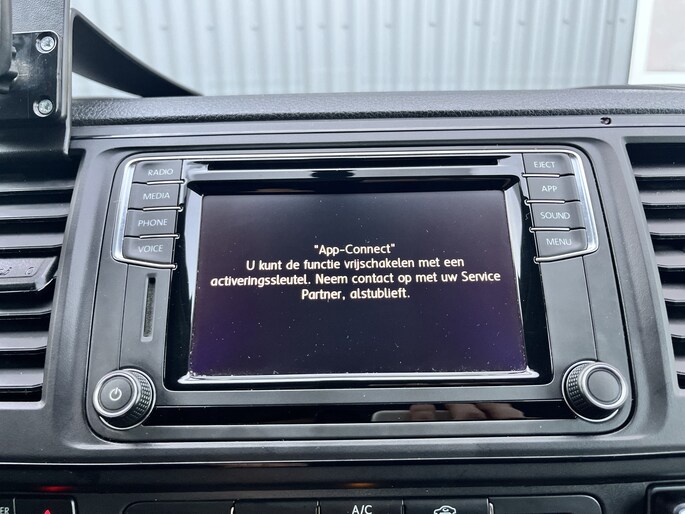 RADIO
MEDIA
PHONE
VOICE
EJECT
APP
SOUND
MENU
"App-Connect"
U kunt de functie vrijschakelen met een
activeringssleutel. Neem contact op met uw Service
Partner, alstublieft.
A/C